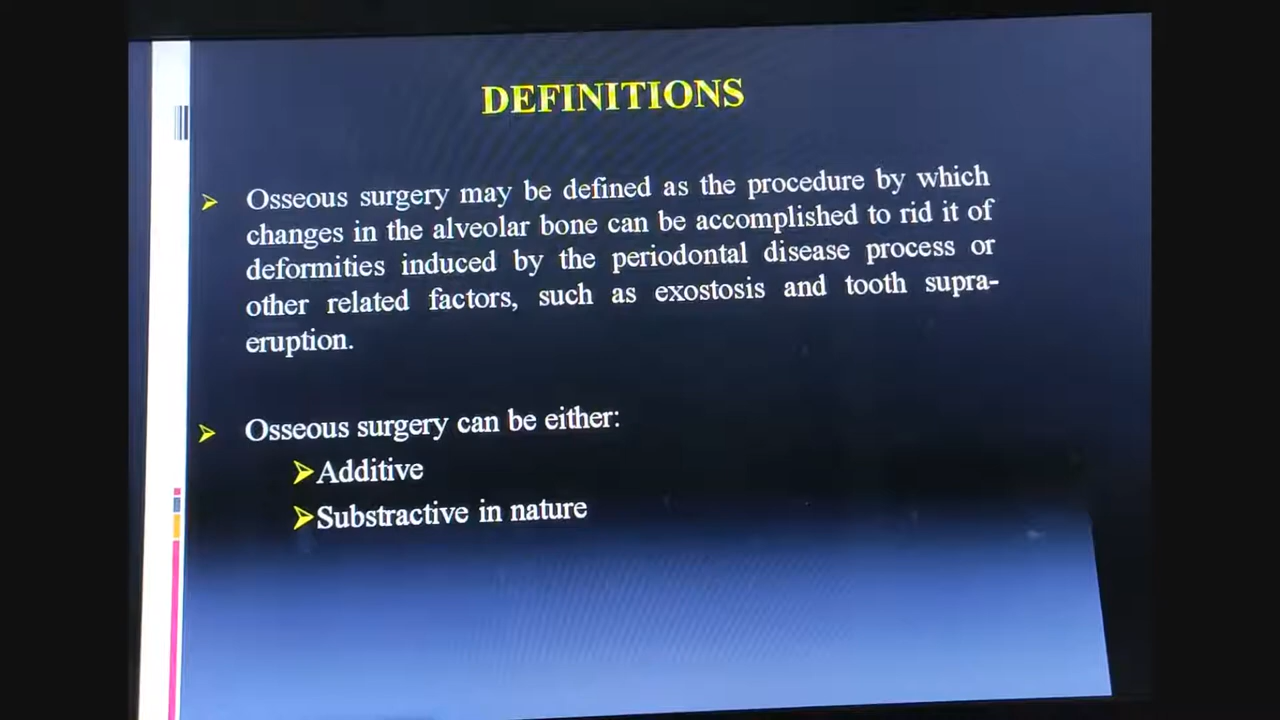 DEFINITIONS
➢ Osseous surgery may be defined as the procedure by which
changes in the alveolar bone can be accomplished to rid it of
deformities induced by the periodontal disease process or
other related factors, such as exostosis and tooth supra-
eruption.
➢ Osseous surgery can be either:
➢Additive
➢Substractive in nature